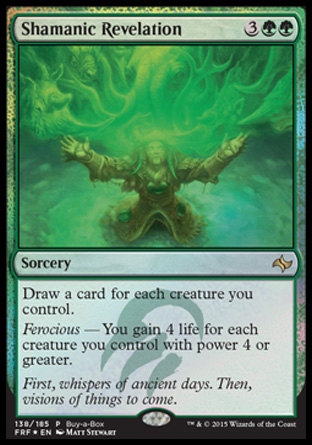 Shamanic Revelation 3
Sorcery
Draw a card for each creature you
control.
Ferocious — You gain 4 life for each
creature you control with power 4 or
greater.
First, whispers of ancient days. Then,
visions of things to come.
138/185 P Buy-a-Box
FRF ★ EN Matt Stewart ™ & © 2015 Wizards of the Coast